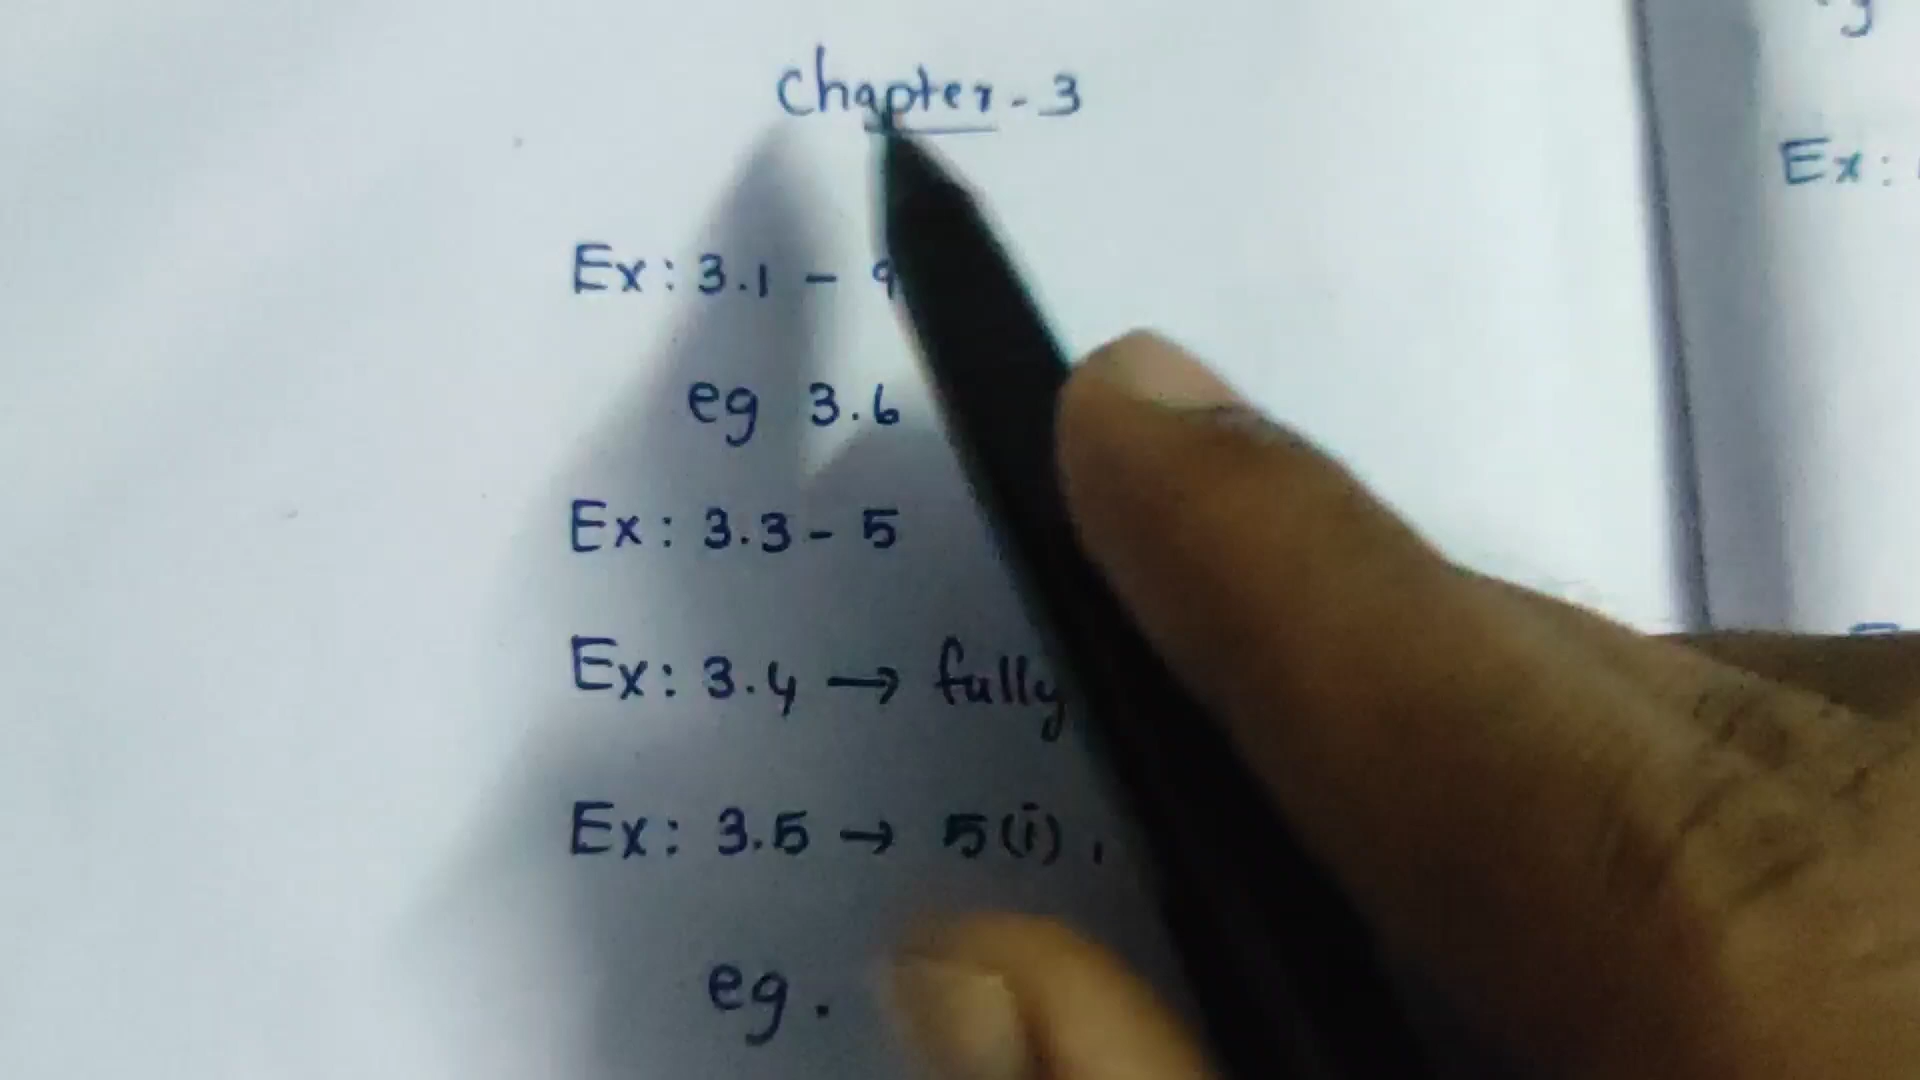 Chapter - 3
Ex: 3.1 - 9
eg 3.6
Ex: 3.3 - 5
Ex: 3.4 → fully
Ex: 3.5 → 5(i),
eg.
Ex: